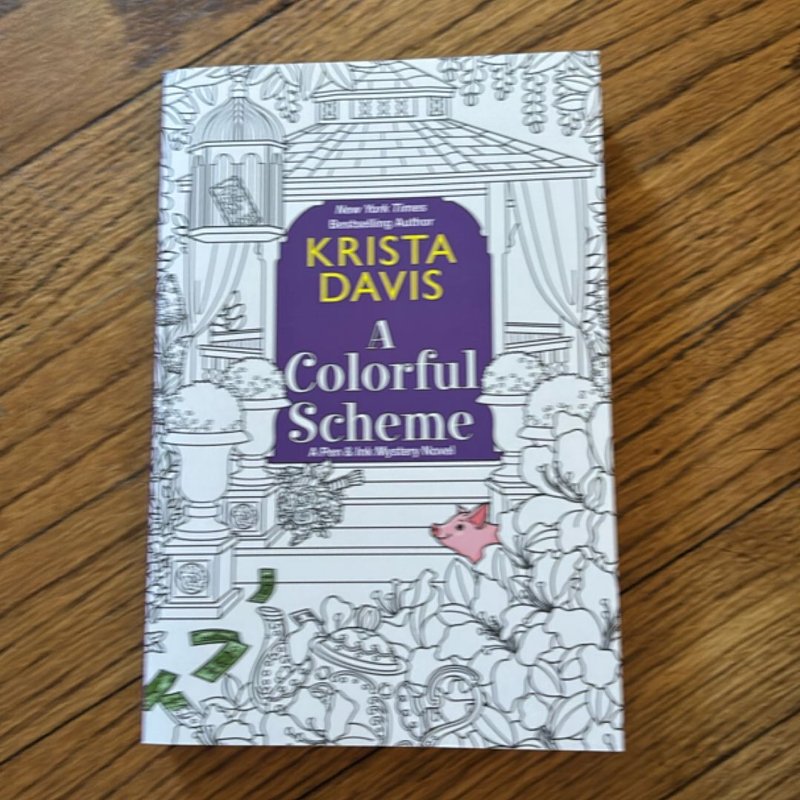 New York Times
Bestselling Author
KRISTA
DAVIS
A
Colorful
Scheme
A Pen & Ink Mystery Novel